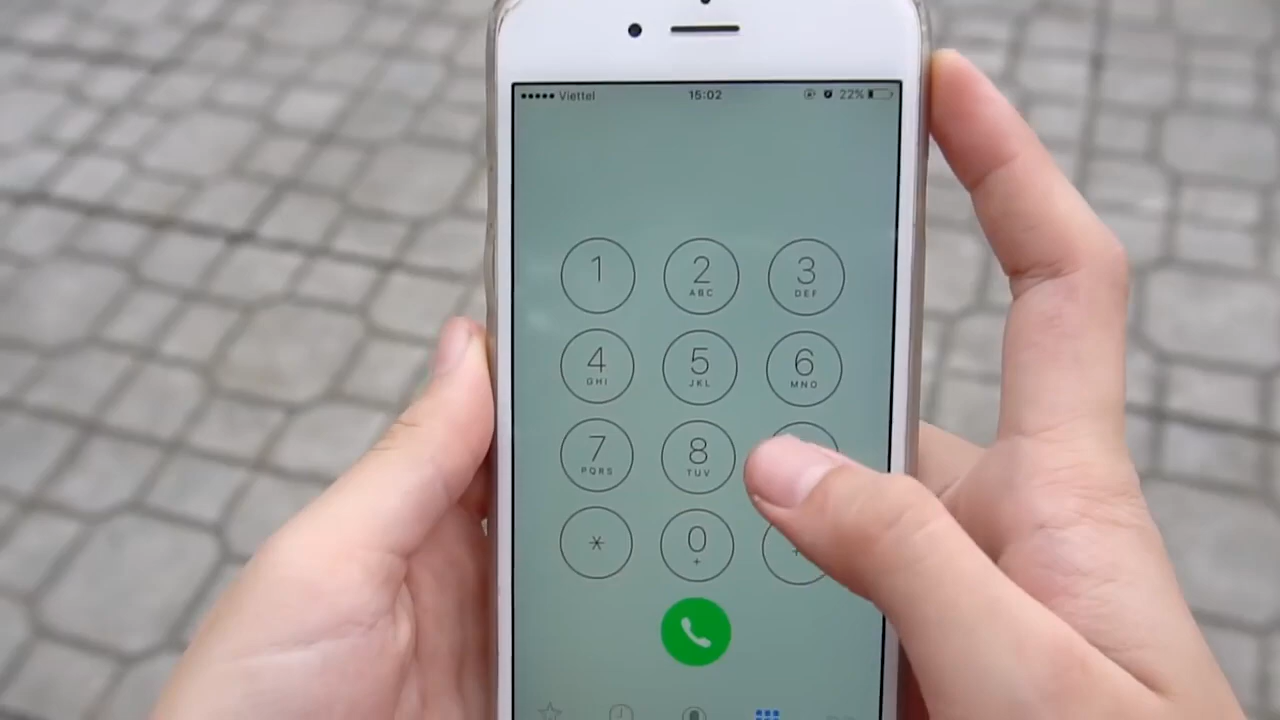 Viettel 15:02 22%
1 2 3
ABC DEF
4 5 6
GHI JKL MNO
7 8
PQRS TUV
* 0
+